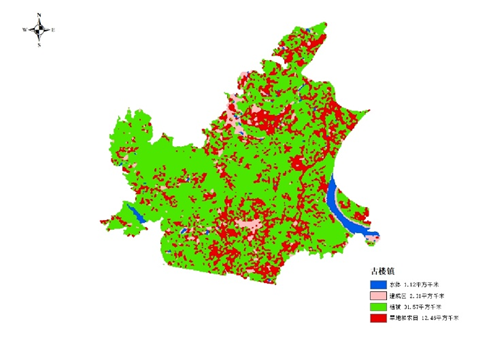 N
W E
S
古楼镇
水体 1.12平方千米
建成区 2.21平方千米
植被 31.57平方千米
草地和农田 12.48平方千米